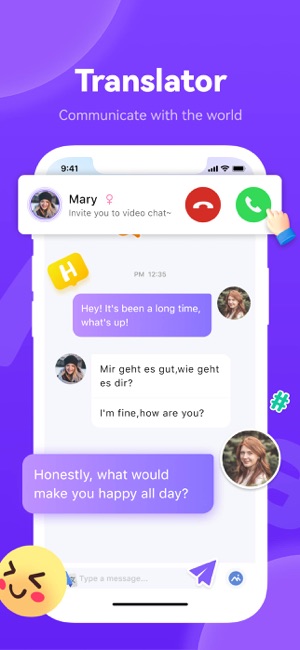 Translator
Communicate with the world
9:41
Mary
Invite you to video chat~
H
PM 12:35
Hey! It's been a long time,
what's up!
Mir geht es gut,wie geht
es dir?
I'm fine,how are you?
#
Honestly, what would
make you happy all day?
Type a message...